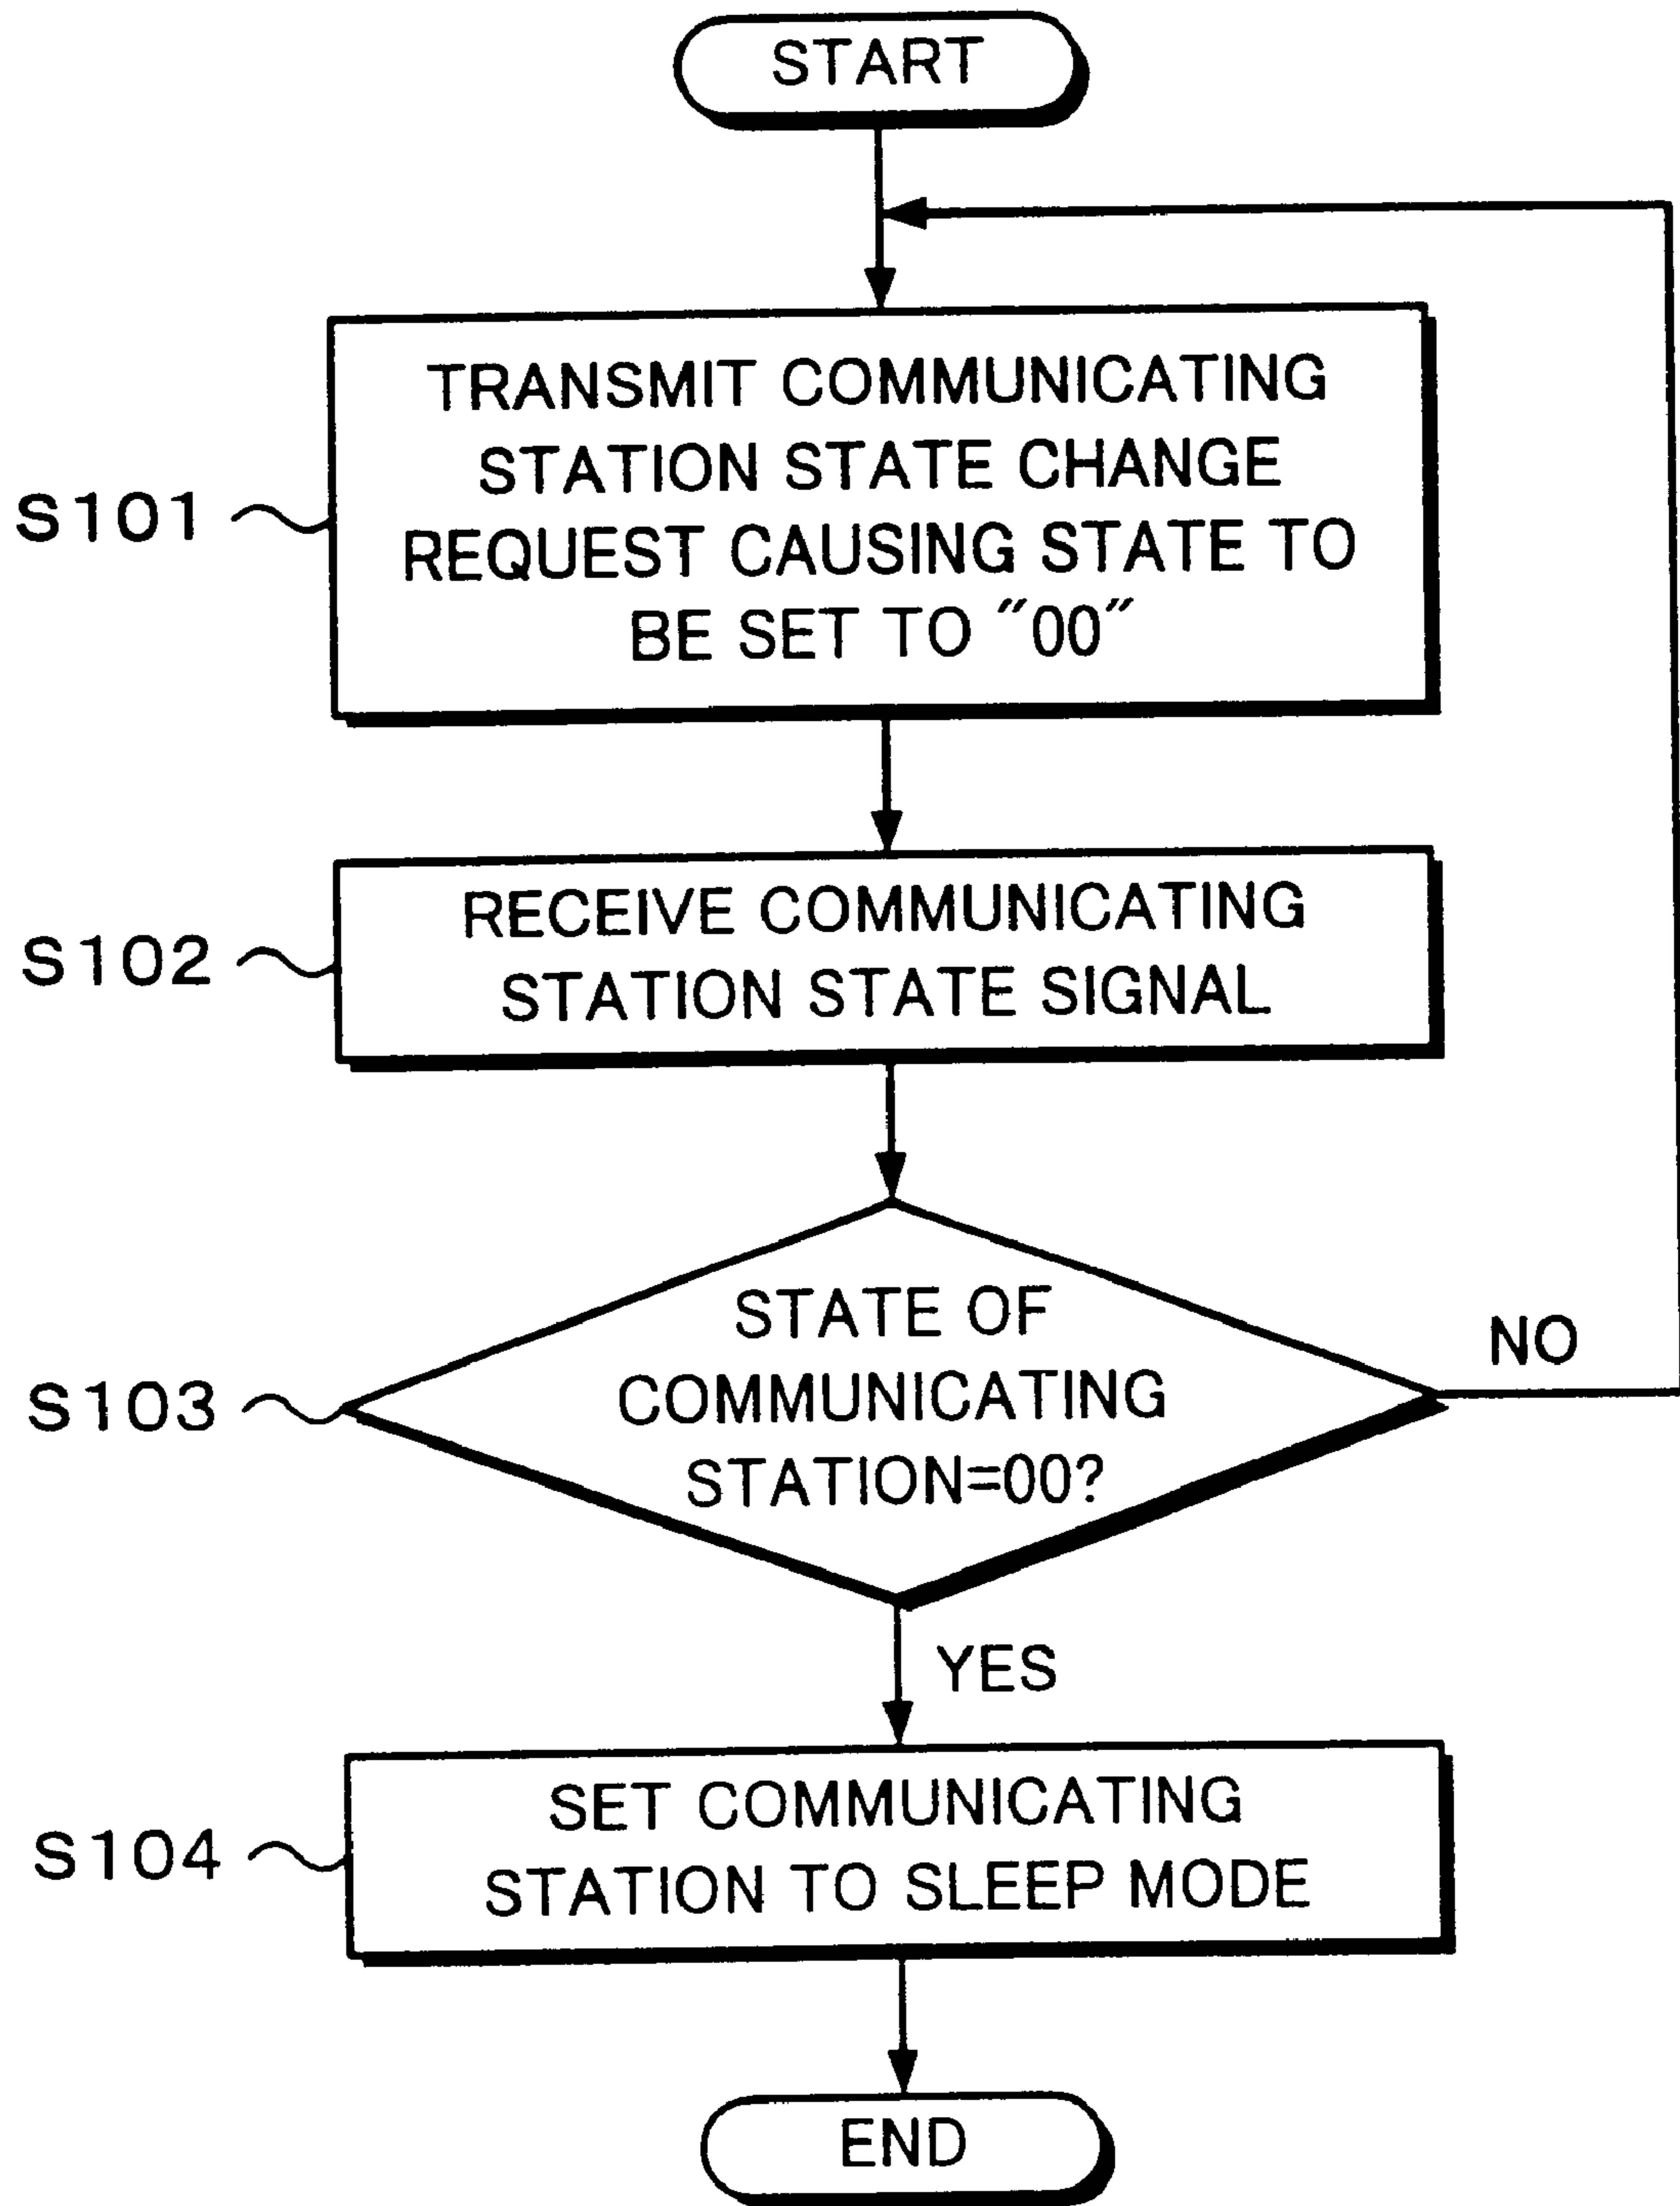 START
TRANSMIT COMMUNICATING
STATION STATE CHANGE
REQUEST CAUSING STATE TO
BE SET TO "00"
S101
RECEIVE COMMUNICATING
STATION STATE SIGNAL
S102
STATE OF
COMMUNICATING
STATION=00?
S103
NO
YES
SET COMMUNICATING
STATION TO SLEEP MODE
S104
END